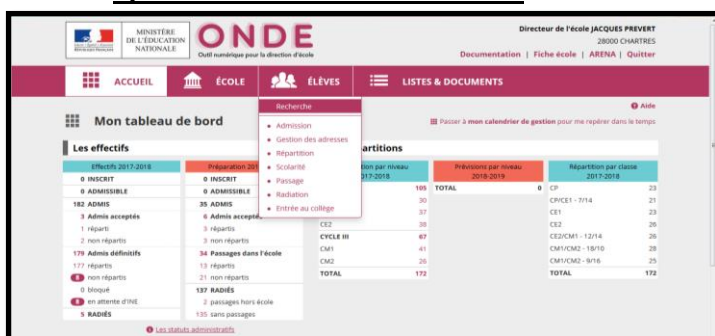 MINISTÈRE
DE L'ÉDUCATION
NATIONALE
ONDE
Outil numérique pour la direction d'école
Directeur de l'école JACQUES PREVERT
28000 CHARTRES
Documentation | Fiche école | ARENA | Quitter
ACCUEIL
ÉCOLE
ÉLÈVES
LISTES & DOCUMENTS
Recherche
Admission
Gestion des adresses
Répartition
Scolarité
Passage
Radiation
Entrée au collège
Aide
Mon tableau de bord
Passer à mon calendrier de gestion pour me repérer dans le temps
Les effectifs
Effectifs 2017-2018
0 INSCRIT
0 ADMISSIBLE
182 ADMIS
3 Admis acceptés
1 réparti
2 non répartis
179 Admis définitifs
177 répartis
non répartis
0 bloqué
en attente d'INE
5 RADIÉS
Les statuts administratifs
Préparation 201
0 INSCRIT
0 ADMISSIBLE
35 ADMIS
6 Admis acceptés
3 répartis
3 non répartis
34 Passages dans l'école
13 répartis
21 non répartis
137 RADIÉS
2 passages hors école
135 sans passages
artitions
tion par niveau
017-2018
105
30
37
CE2 38
CYCLE III 67
CM1 41
CM2 26
TOTAL 172
Prévisions par niveau
2018-2019
TOTAL 0
Répartition par classe
2017-2018
CP 23
CP/CE1 - 7/14 21
CE1 23
CE2 26
CE2/CM1 - 12/14 26
CM1/CM2 - 18/10 28
CM1/CM2 - 9/16 25
TOTAL 172